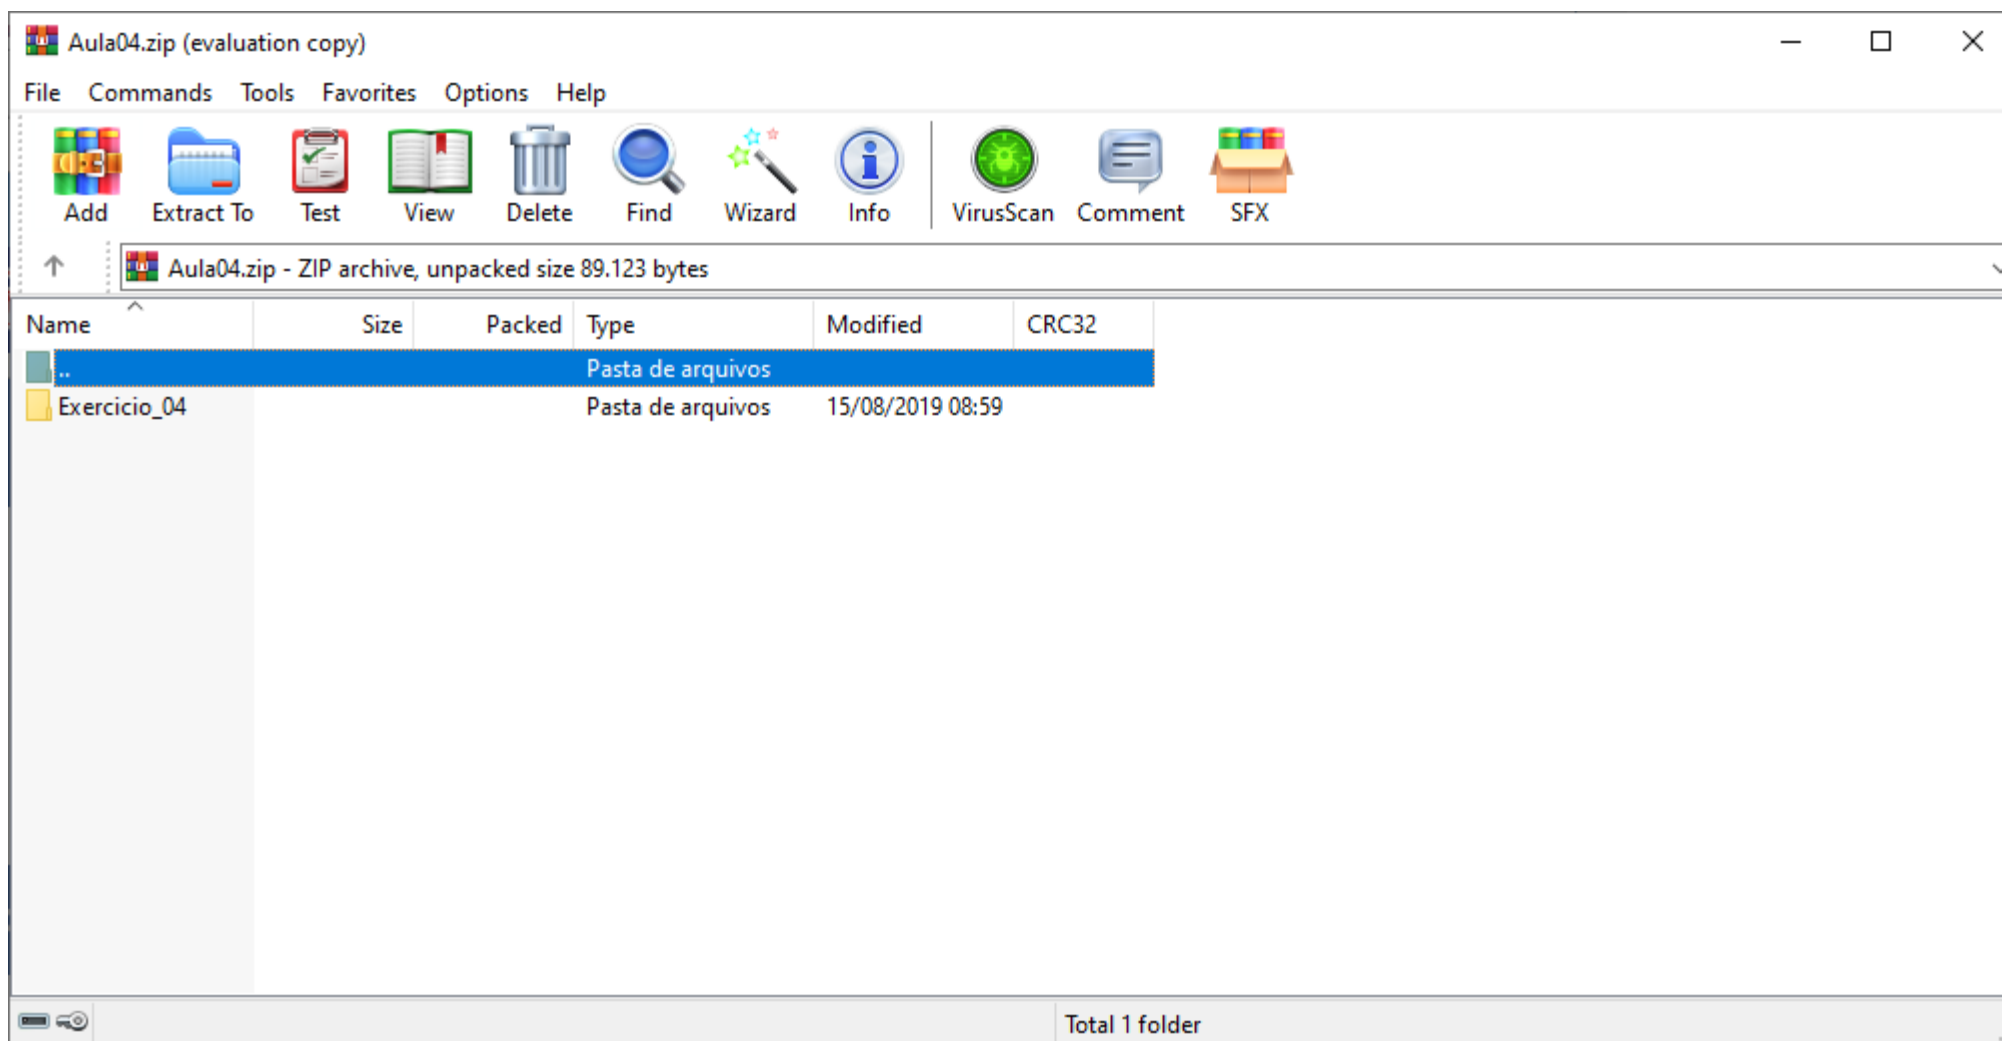 Aula04.zip (evaluation copy)
File Commands Tools Favorites Options Help
Add Extract To Test View Delete Find Wizard Info VirusScan Comment SFX
Aula04.zip - ZIP archive, unpacked size 89.123 bytes
Name Size Packed Type Modified CRC32
.. Pasta de arquivos
Exercicio_04 Pasta de arquivos 15/08/2019 08:59
Total 1 folder